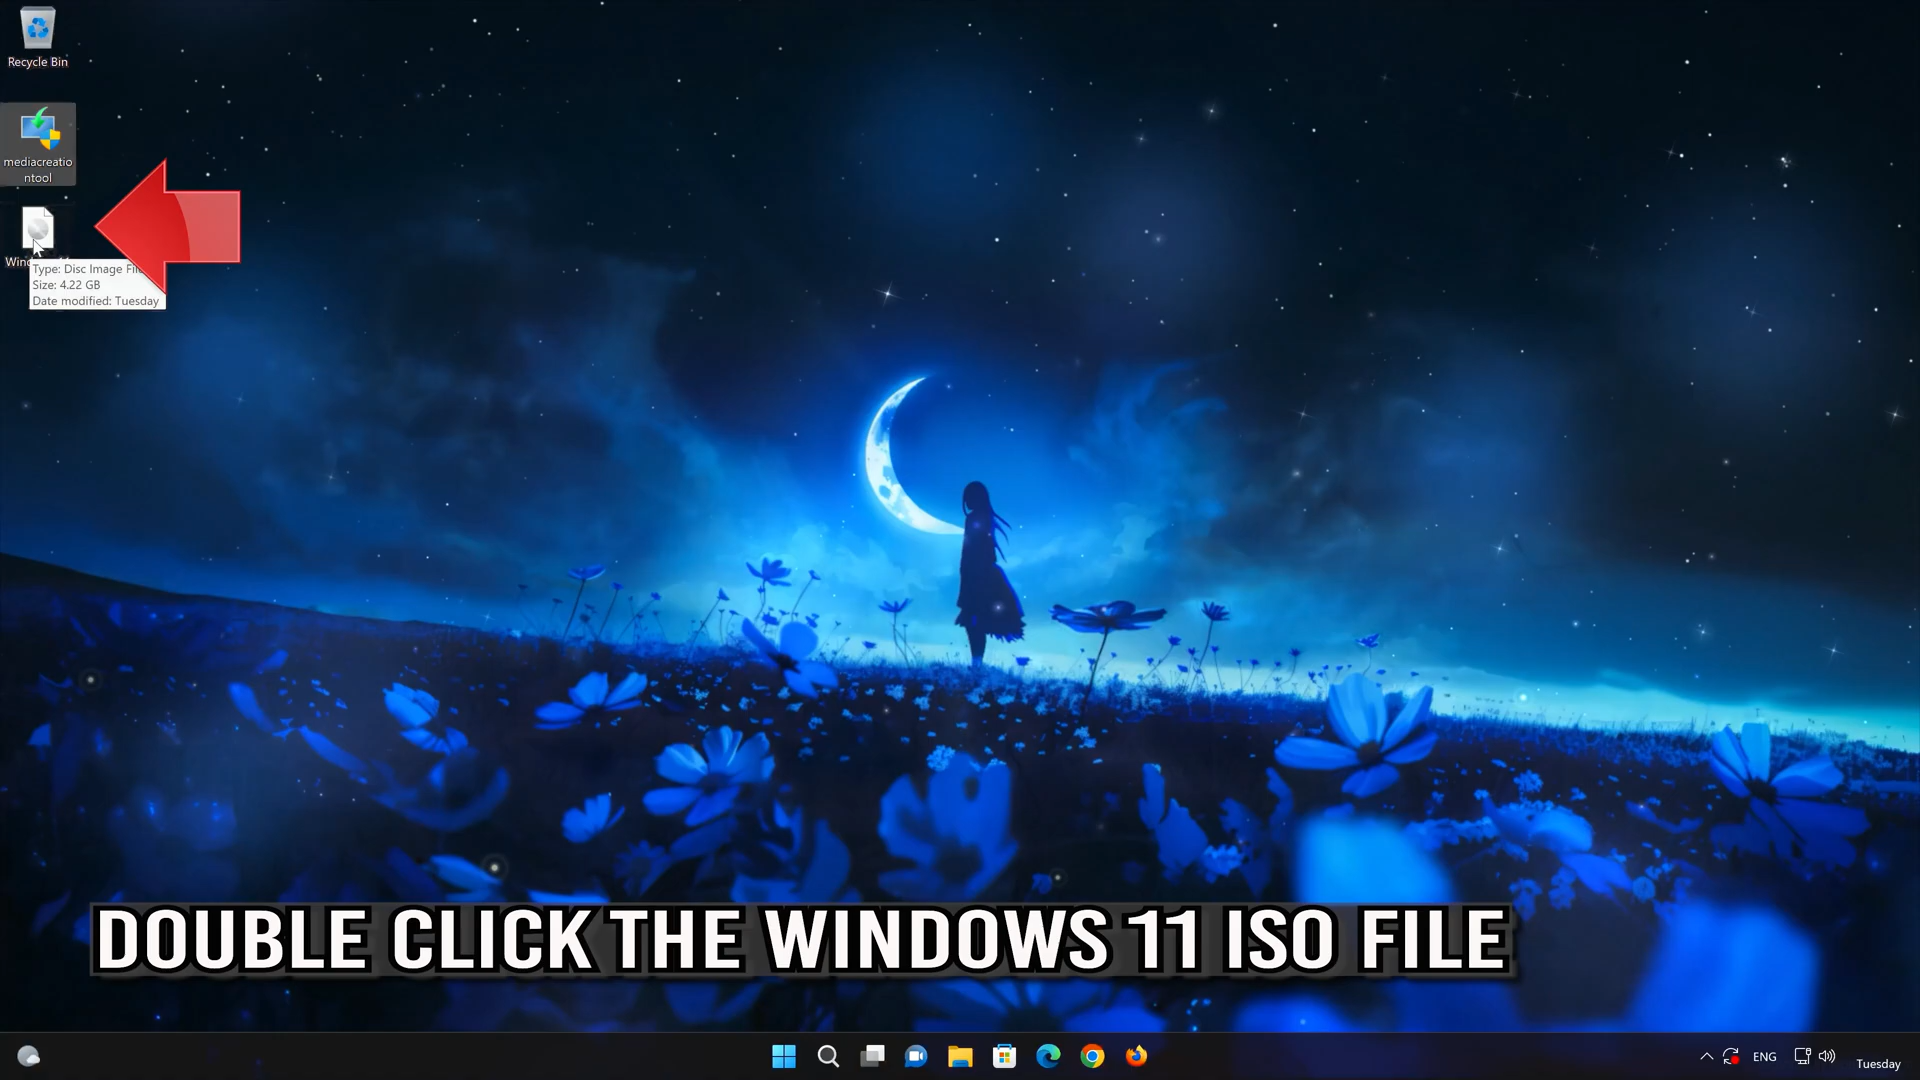 Recycle Bin
mediacreatio
ntool
Type: Disc Image
Size: 4.22 GB
Date modified: Tuesday
DOUBLE CLICK THE WINDOWS 11 ISO FILE
ENG
Tuesday